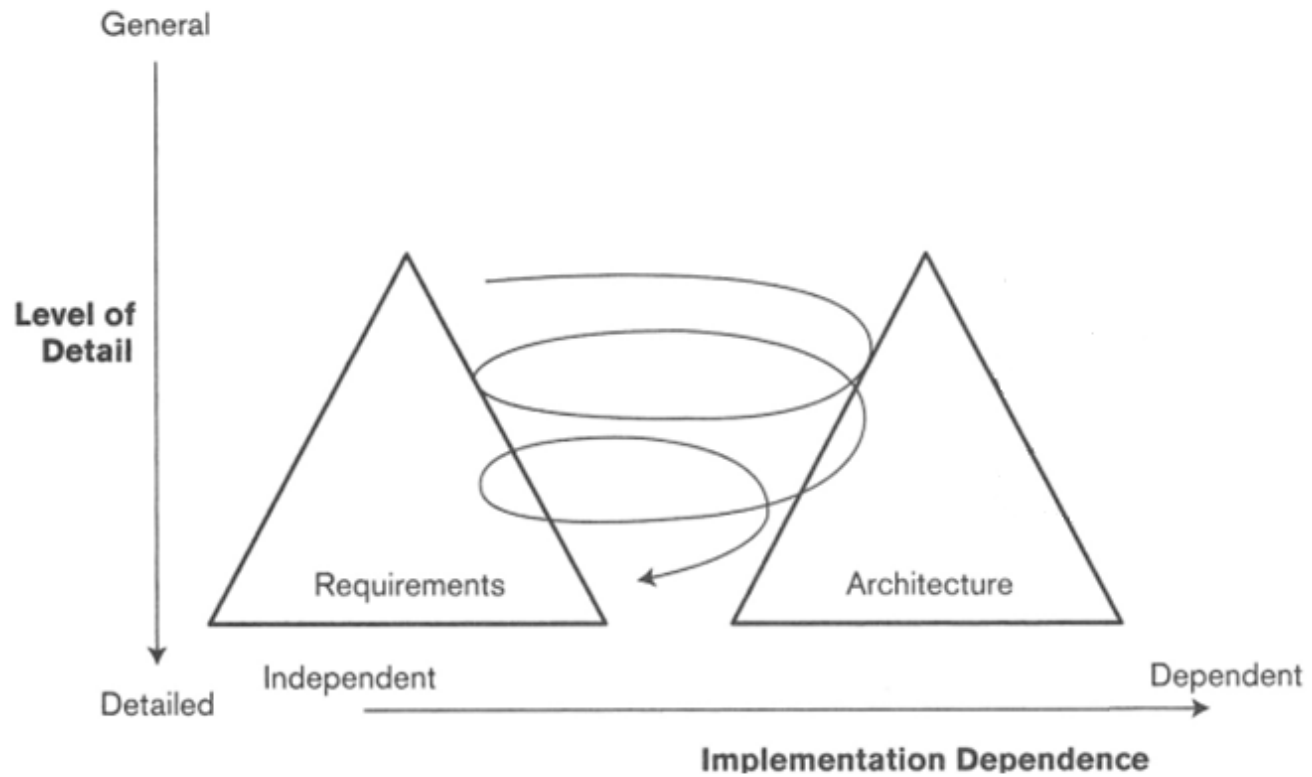 General
Level of
Detail
Requirements
Architecture
Independent
Dependent
Detailed
Implementation Dependence